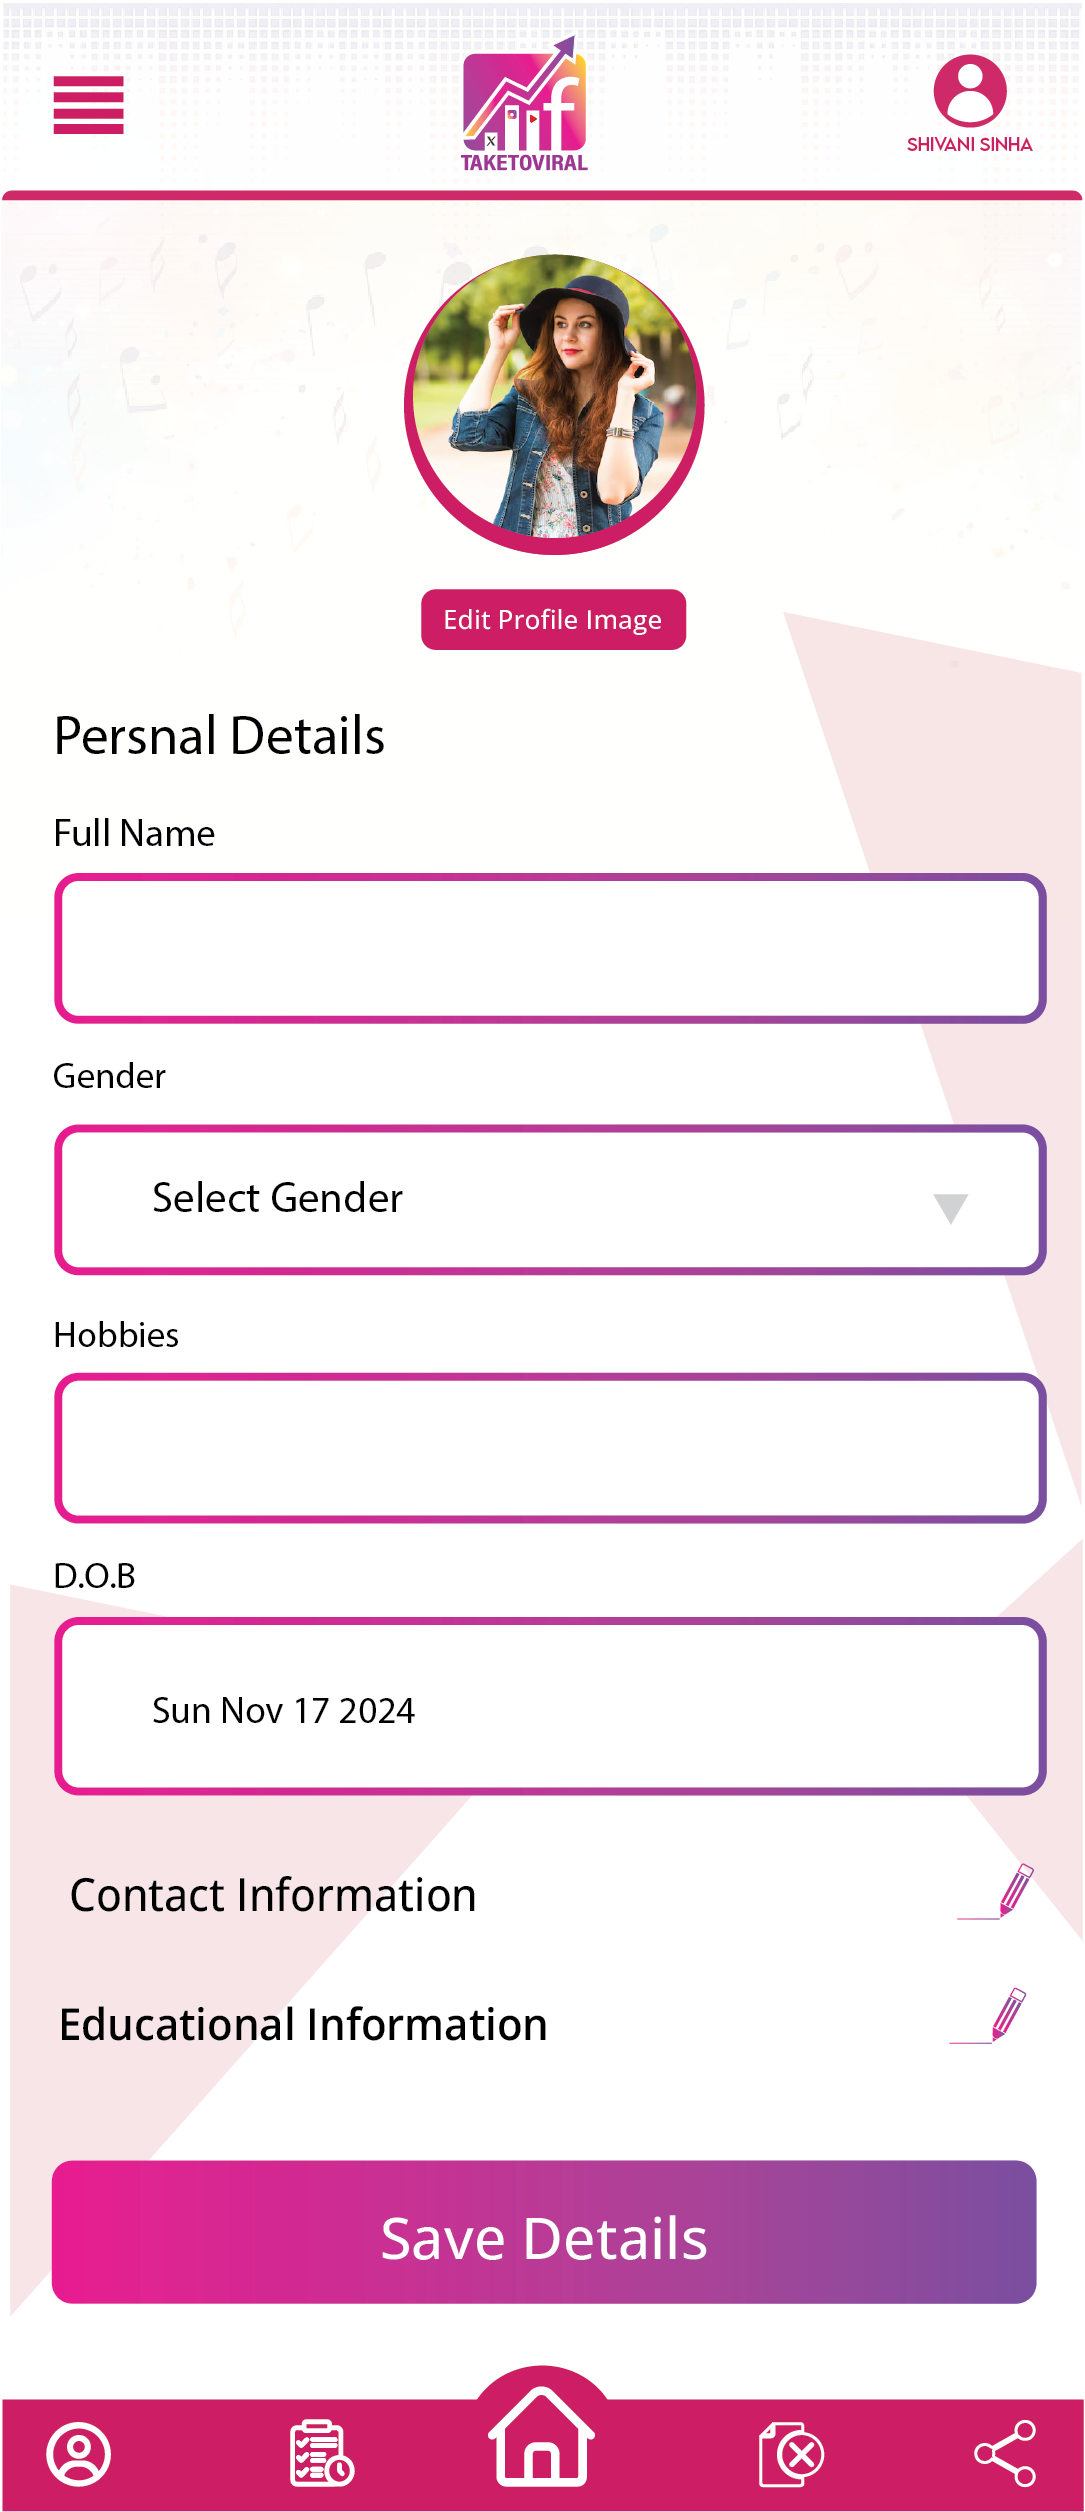 X
f
TAKETOVIRAL
SHIVANI SINHA
Edit Profile Image
Persnal Details
Full Name
Gender
Select Gender
Hobbies
D.O.B
Sun Nov 17 2024
Contact Information
Educational Information
Save Details